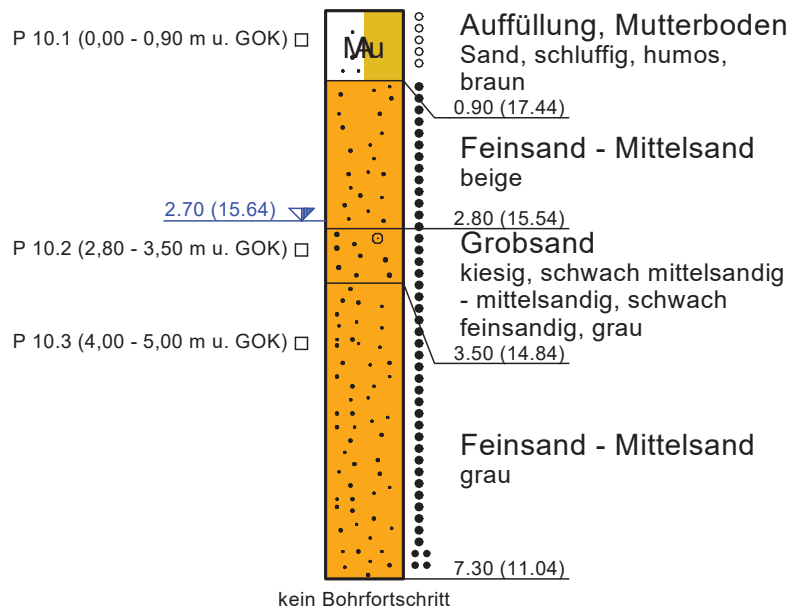 Auffüllung, Mutterboden
P 10.1 (0,00 - 0,90 m u. GOK)
Mu
A
Sand, schluffig, humos,
braun
0.90 (17.44)
Feinsand - Mittelsand
beige
2.70 (15.64)
2.80 (15.54)
P 10.2 (2,80 - 3,50 m u. GOK)
Grobsand
kiesig, schwach mittelsandig
- mittelsandig, schwach
feinsandig, grau
P 10.3 (4,00 - 5,00 m u. GOK)
3.50 (14.84)
Feinsand - Mittelsand
grau
7.30 (11.04)
kein Bohrfortschritt